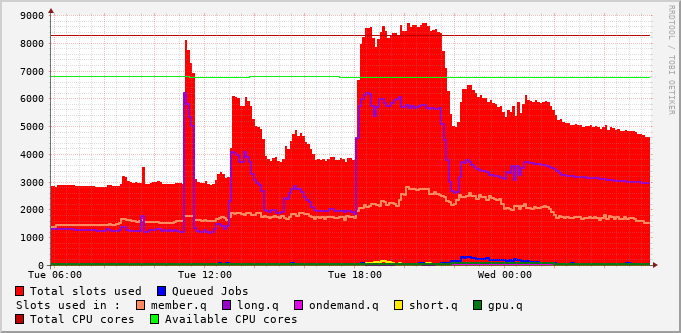 9000
8000
7000
6000
5000
4000
3000
2000
1000
0
Tue 06:00 Tue 12:00 Tue 18:00 Wed 00:00
RRDTOOL / TOBI OETIKER
Total slots used Queued Jobs
Slots used in : member.q long.q ondemand.q short.q gpu.q
Total CPU cores Available CPU cores